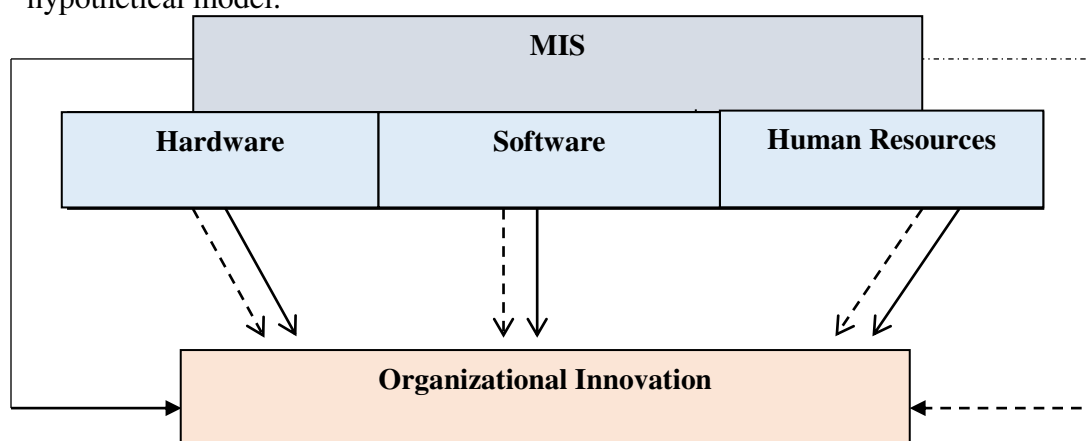 hypothetical model.
MIS
Hardware
Software
Human Resources
Organizational Innovation